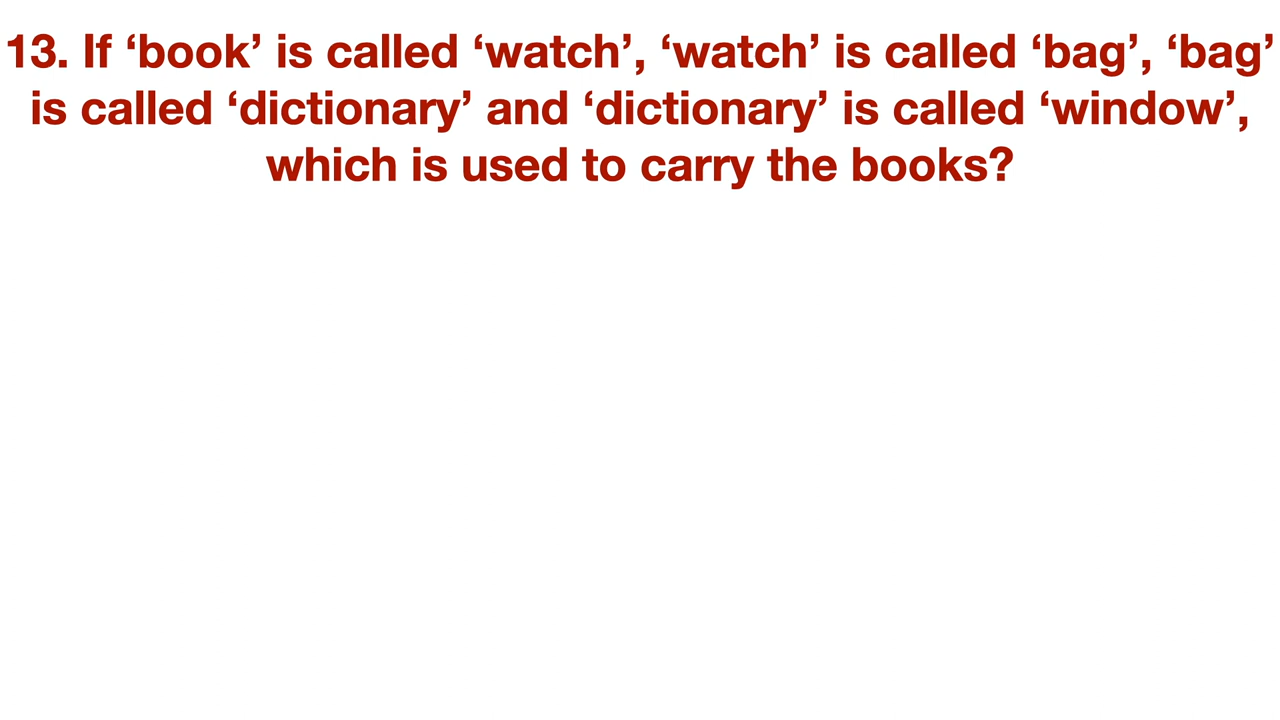 13. If ‘book’ is called ‘watch’, ‘watch’ is called ‘bag’, ‘bag’
is called ‘dictionary’ and ‘dictionary’ is called ‘window’,
which is used to carry the books?